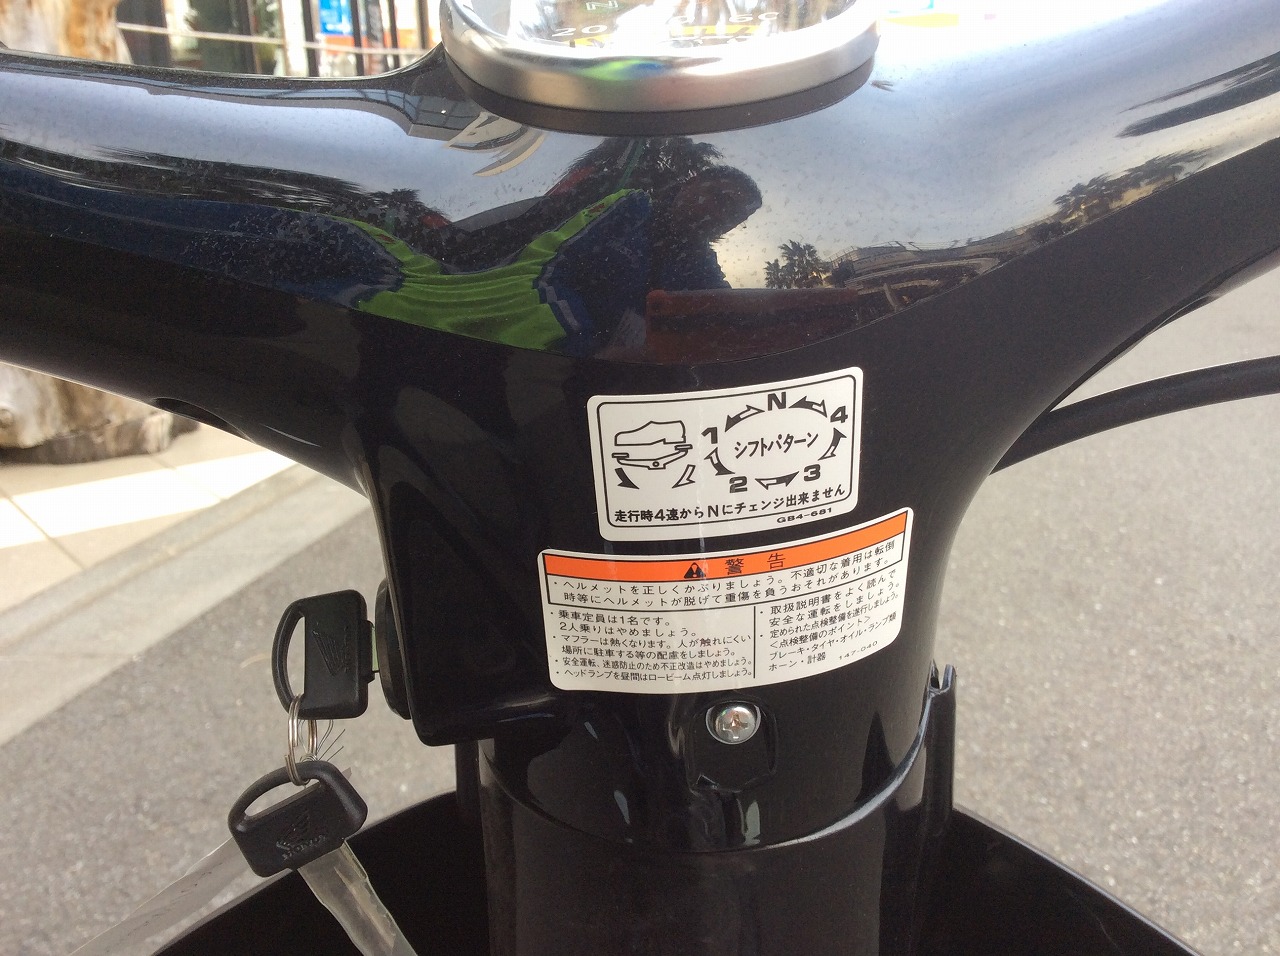 N
20
N
1
4
シフトパターン
2
3
走行時4速からNにチェンジ出来ません
GB4-681
警告
・ヘルメットを正しくかぶりましょう。不適切な着用は転倒
時等にヘルメットが脱げて重傷を負うおそれがあります。
・乗車定員は1名です。
2人乗りはやめましょう。
・マフラーは熱くなります。人が触れにくい
場所に駐車する等の配慮をしましょう。
・安全運転、迷惑防止のため不正改造はやめましょう。
・ヘッドランプを昼間はロービーム点灯しましょう。
・取扱説明書をよく読んで
安全な運転をしましょう。
・定められた点検整備を遂行しましょう。
<点検整備のポイント>
ブレーキ・タイヤ・オイル・ランプ類
ホーン・計器
147-040
HONDA